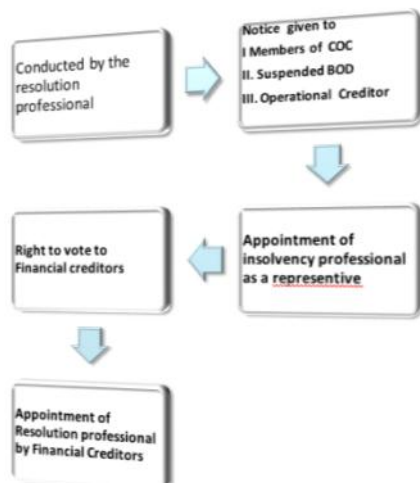 Conducted by the
resolution
professional
Notice given to
I Members of COC
II. Suspended BOD
III. Operational Creditor
Appointment of
insolvency professional
as a representive
Right to vote to
Financial creditors
Appointment of
Resolution professional
by Financial Creditors